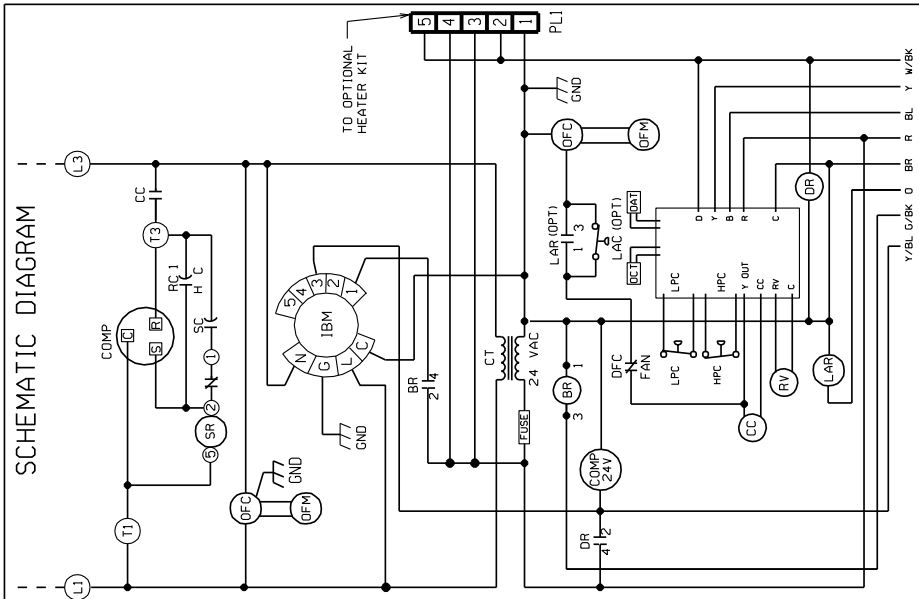 SCHEMATIC DIAGRAM
L3
L1
CC
T3
T1
COMP
C
R
S
RC 1
H C
SC
1
2
SR
5
OFC
GND
OFM
5
4
3
2
1
IBM
N
G
L
C
GND
BR
2 4
CT
24 VAC
FUSE
TO OPTIONAL
HEATER KIT
5 4 3 2 1
PL1
GND
OFC
OFM
LAR (OPT)
1 3
LAC (OPT)
OAT
OCT
DFC
FAN
BR
1
3
COMP
24V
DR
4 2
LPC
HPC
LPC
HPC
Y OUT
CC
RV
C
D
Y
B
R
C
CC
RV
LAR
DR
W/BK
Y
BL
R
BR
O
G/BK
Y/BL